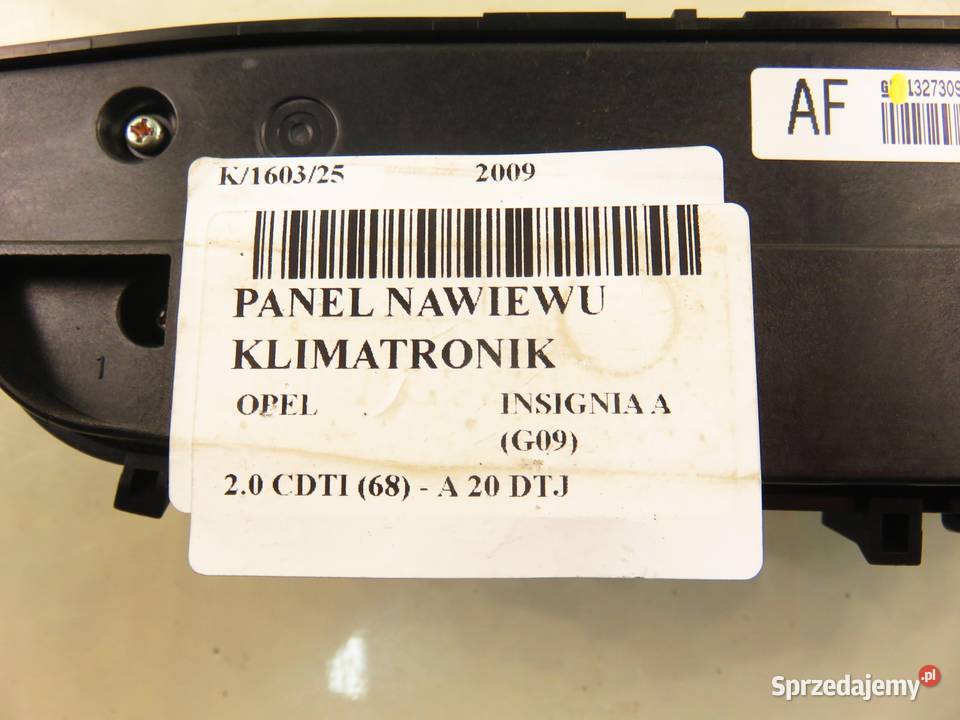 AF
K/1603/25 2009
PANEL NAWIEWU
KLIMATRONIK
OPEL INSIGNIA A
(G09)
2.0 CDTI (68) - A 20 DTJ
1
Sprzedajemy.pl